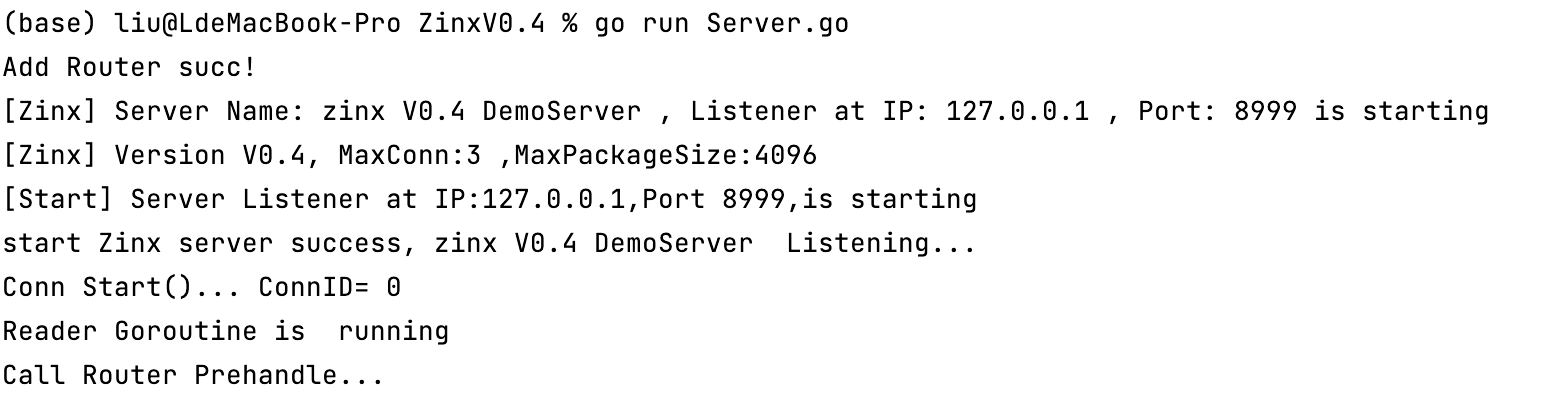 (base) liu@LdeMacBook-Pro ZinxV0.4 % go run Server.go
Add Router succ!
[Zinx] Server Name: zinx V0.4 DemoServer , Listener at IP: 127.0.0.1 , Port: 8999 is starting
[Zinx] Version V0.4, MaxConn:3 ,MaxPackageSize:4096
[Start] Server Listener at IP:127.0.0.1,Port 8999,is starting
start Zinx server success, zinx V0.4 DemoServer  Listening...
Conn Start()... ConnID= 0
Reader Goroutine is  running
Call Router Prehandle...